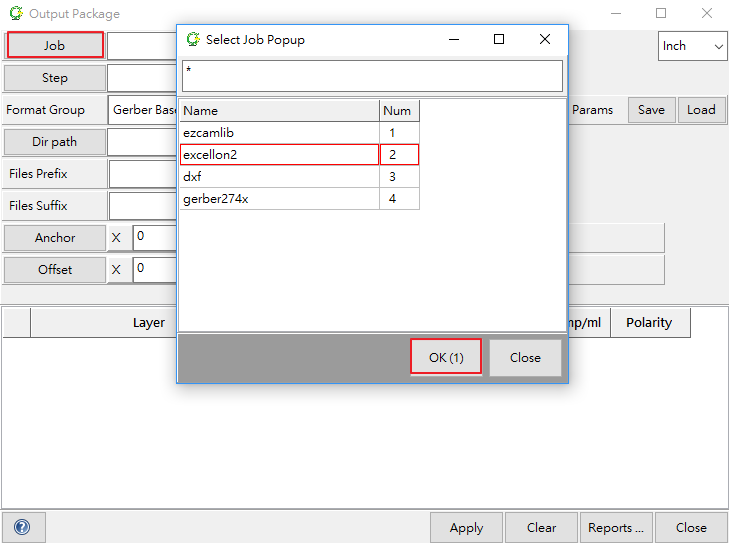 Output Package
Job
Inch
Step
Format Group
Gerber Base
Params
Save
Load
Dir path
Files Prefix
Files Suffix
Anchor
X
0
Offset
X
0
Layer
mp/ml
Polarity
Select Job Popup
*
Name Num
ezcamlib 1
excellon2 2
dxf 3
gerber274x 4
OK (1)
Close
?
Apply
Clear
Reports ...
Close